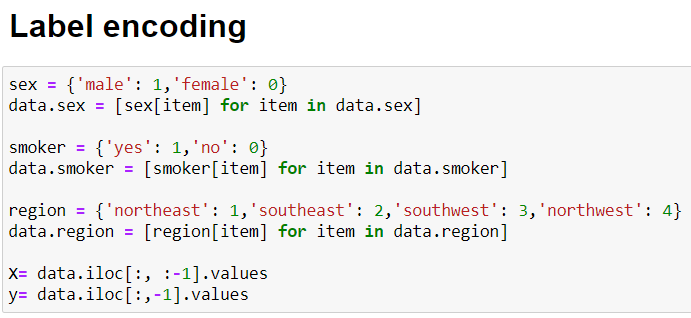 Label encoding
sex = {'male': 1,'female': 0}
data.sex = [sex[item] for item in data.sex]
smoker = {'yes': 1,'no': 0}
data.smoker = [smoker[item] for item in data.smoker]
region = {'northeast': 1,'southeast': 2,'southwest': 3,'northwest': 4}
data.region = [region[item] for item in data.region]
X= data.iloc[:, :-1].values
y= data.iloc[:,-1].values